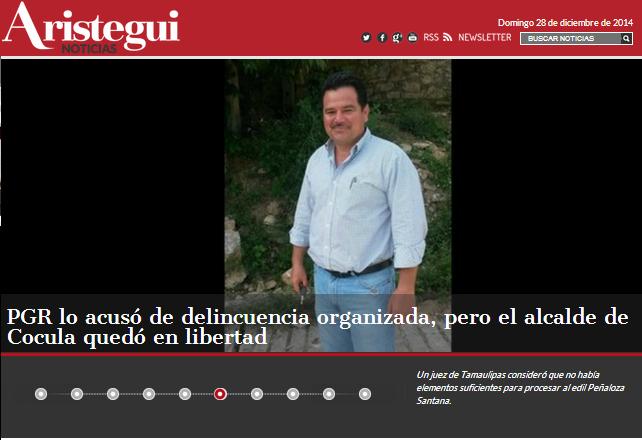 Aristegui
NOTICIAS
Domingo 28 de diciembre de 2014
RSS NEWSLETTER BUSCAR NOTICIAS
PGR lo acusó de delincuencia organizada, pero el alcalde de
Cocula quedó en libertad
Un juez de Tamaulipas consideró que no había
elementos suficientes para procesar al edil Peñaloza
Santana.